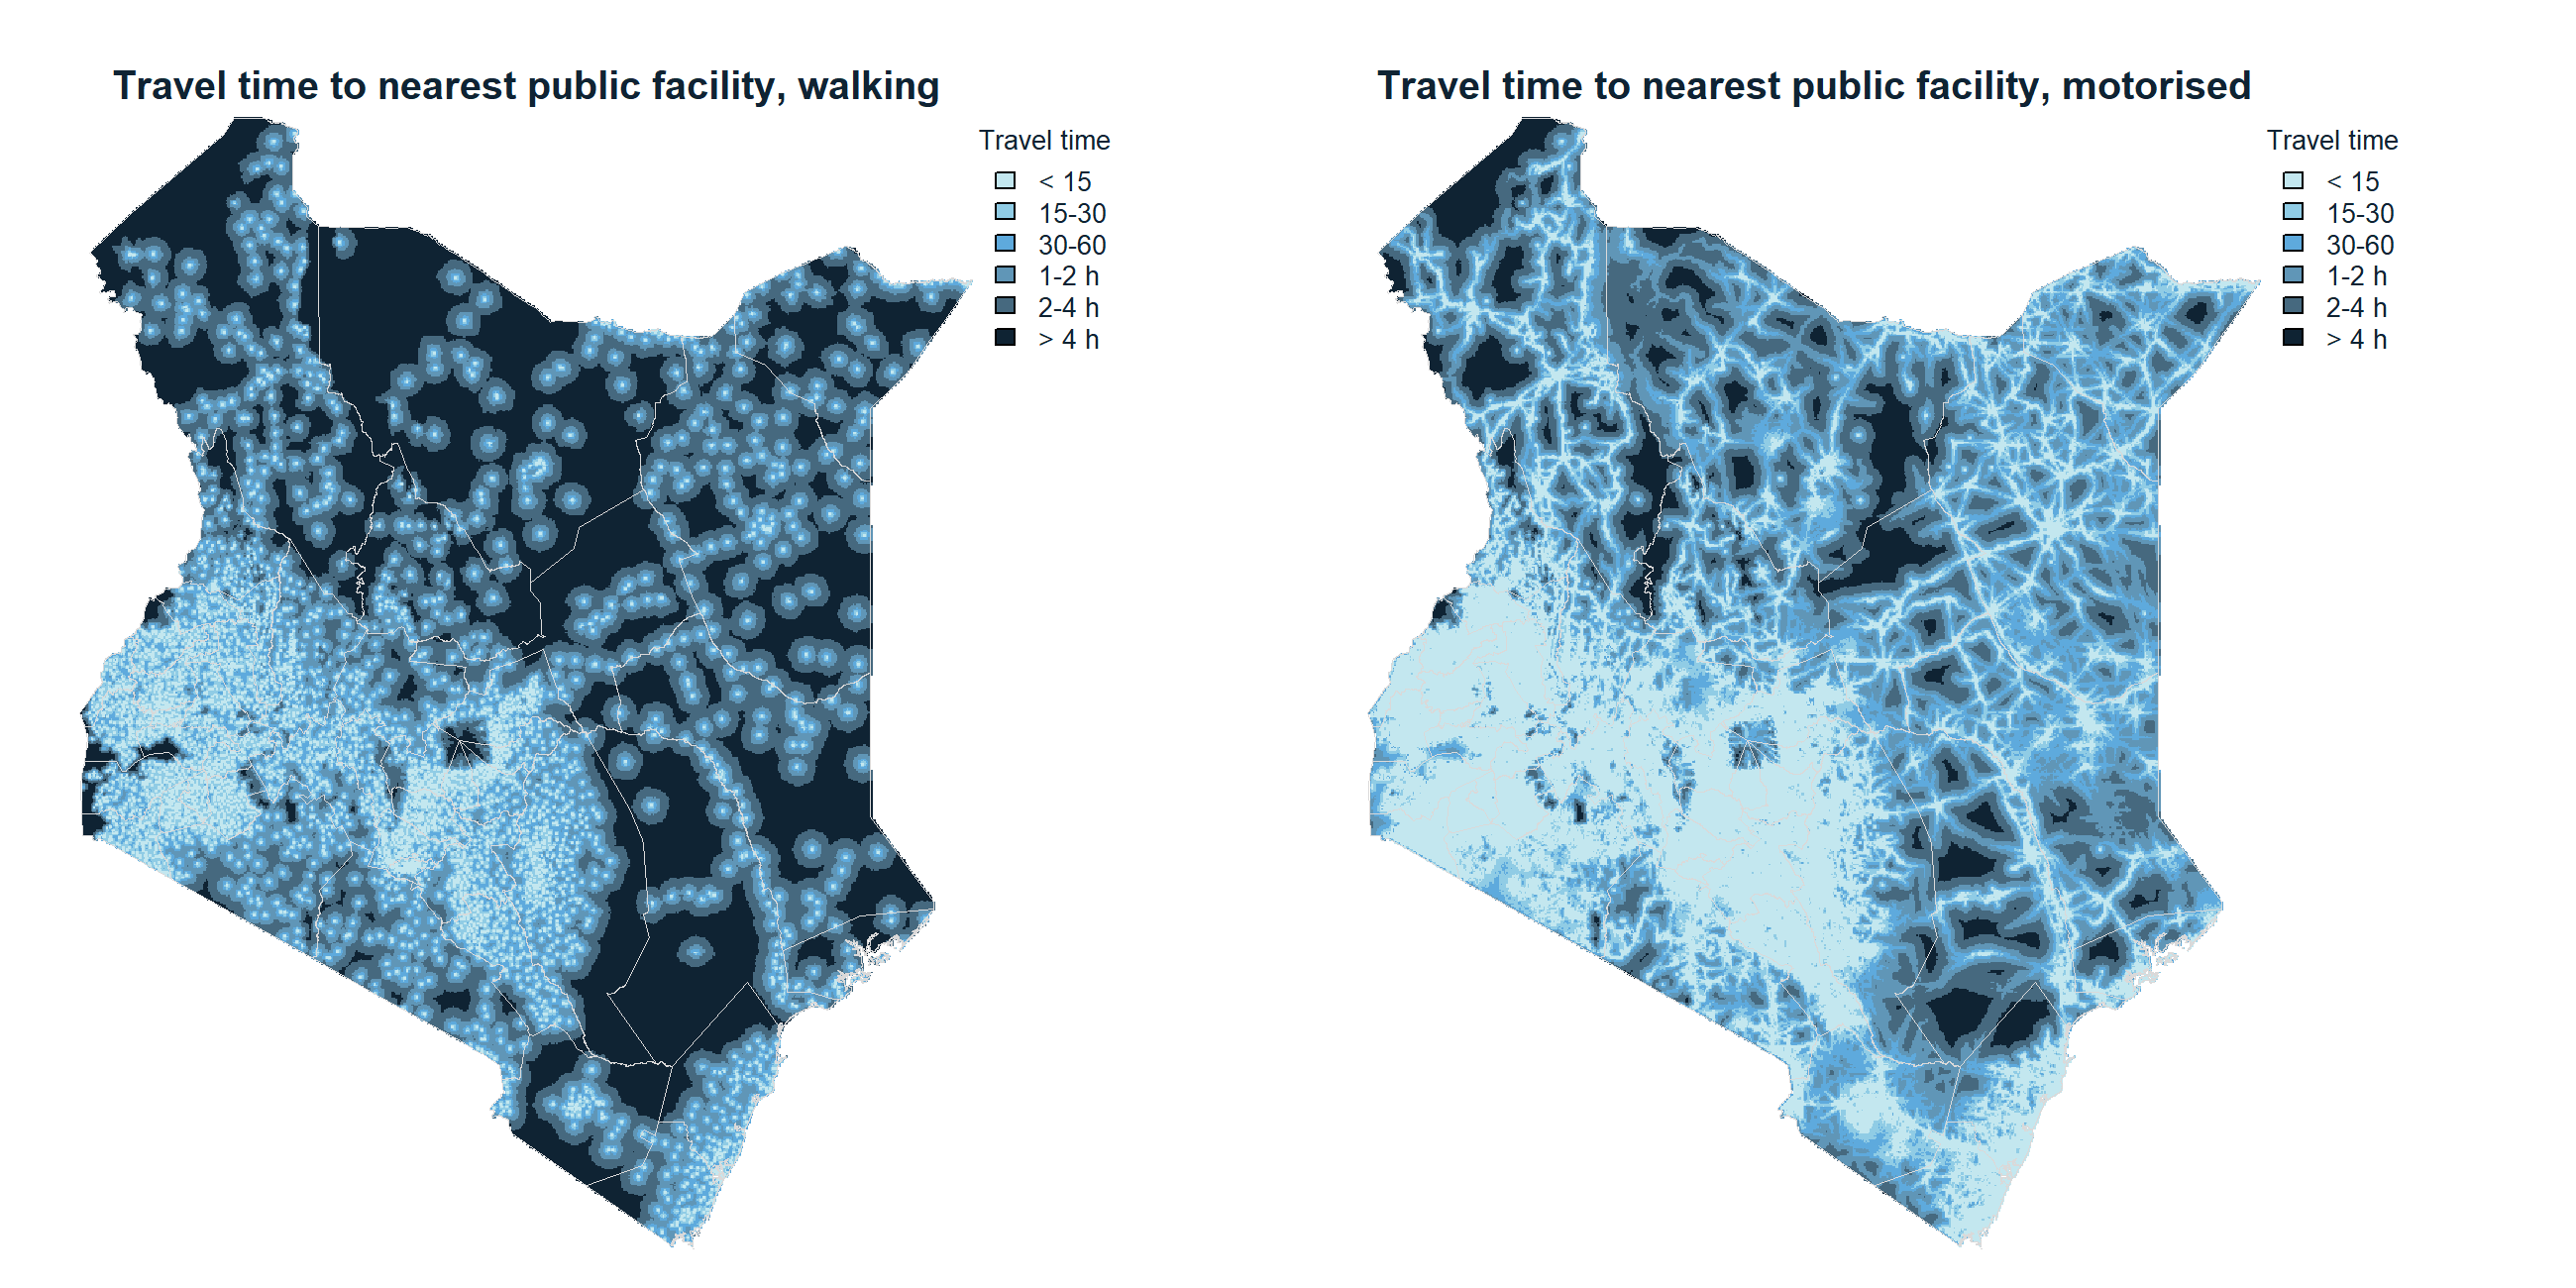 Travel time to nearest public facility, walking
Travel time
< 15
15-30
30-60
1-2 h
2-4 h
> 4 h
Travel time to nearest public facility, motorised
Travel time
< 15
15-30
30-60
1-2 h
2-4 h
> 4 h